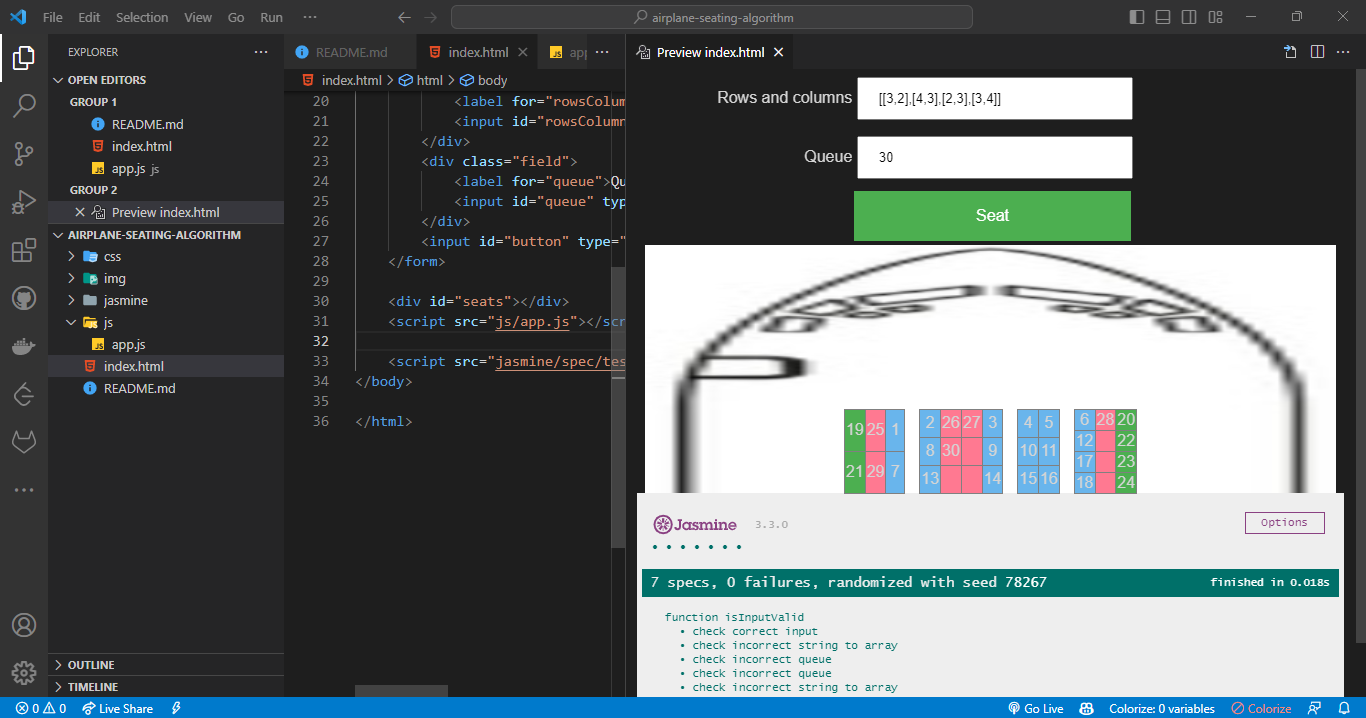 File Edit Selection View Go Run ··· airplane-seating-algorithm
EXPLORER ···
OPEN EDITORS
GROUP 1
README.md
index.html
app.js js
GROUP 2
Preview index.html
AIRPLANE-SEATING-ALGORITHM
css
img
jasmine
js
app.js
index.html
README.md
OUTLINE
TIMELINE
README.md index.html app ···
index.html > html > body
20 <label for="rowsColum
21 <input id="rowsColumn
22 </div>
23 <div class="field">
24 <label for="queue">Qu
25 <input id="queue" typ
26 </div>
27 <input id="button" type="
28 </form>
29
30 <div id="seats"></div>
31 <script src="js/app.js"></scr
32
33 <script src="jasmine/spec/tes
34 </body>
35
36 </html>
Preview index.html
Rows and columns [[3,2],[4,3],[2,3],[3,4]]
Queue 30
Seat
19 25 1
21 29 7
2 26 27 3
8 30 9
13 14
4 5
10 11
15 16
6 28 20
12 22
17 23
18 24
Jasmine 3.3.0 Options
• • • • • • •
7 specs, 0 failures, randomized with seed 78267 finished in 0.018s
function isInputValid
• check correct input
• check incorrect string to array
• check incorrect queue
• check incorrect queue
• check incorrect string to array
0 0 Live Share Go Live Colorize: 0 variables Colorize